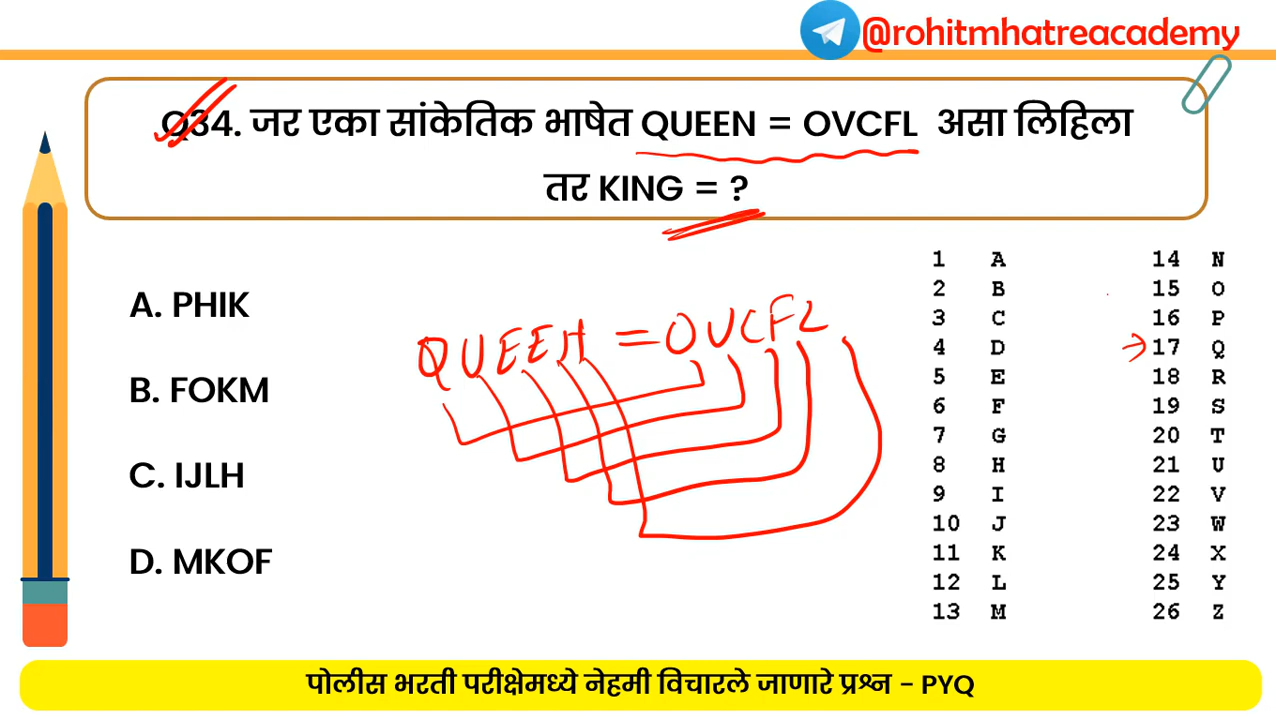 @rohitmhatreacademy
Q34. जर एका सांकेतिक भाषेत QUEEN = OVCFL असा लिहिला
तर KING = ?
A. PHIK
B. FOKM
C. IJLH
D. MKOF
QUEEN = OVCFL
1 A 14 N
2 B 15 O
3 C 16 P
4 D 17 Q
5 E 18 R
6 F 19 S
7 G 20 T
8 H 21 U
9 I 22 V
10 J 23 W
11 K 24 X
12 L 25 Y
13 M 26 Z
पोलीस भरती परीक्षेमध्ये नेहमी विचारले जाणारे प्रश्न - PYQ